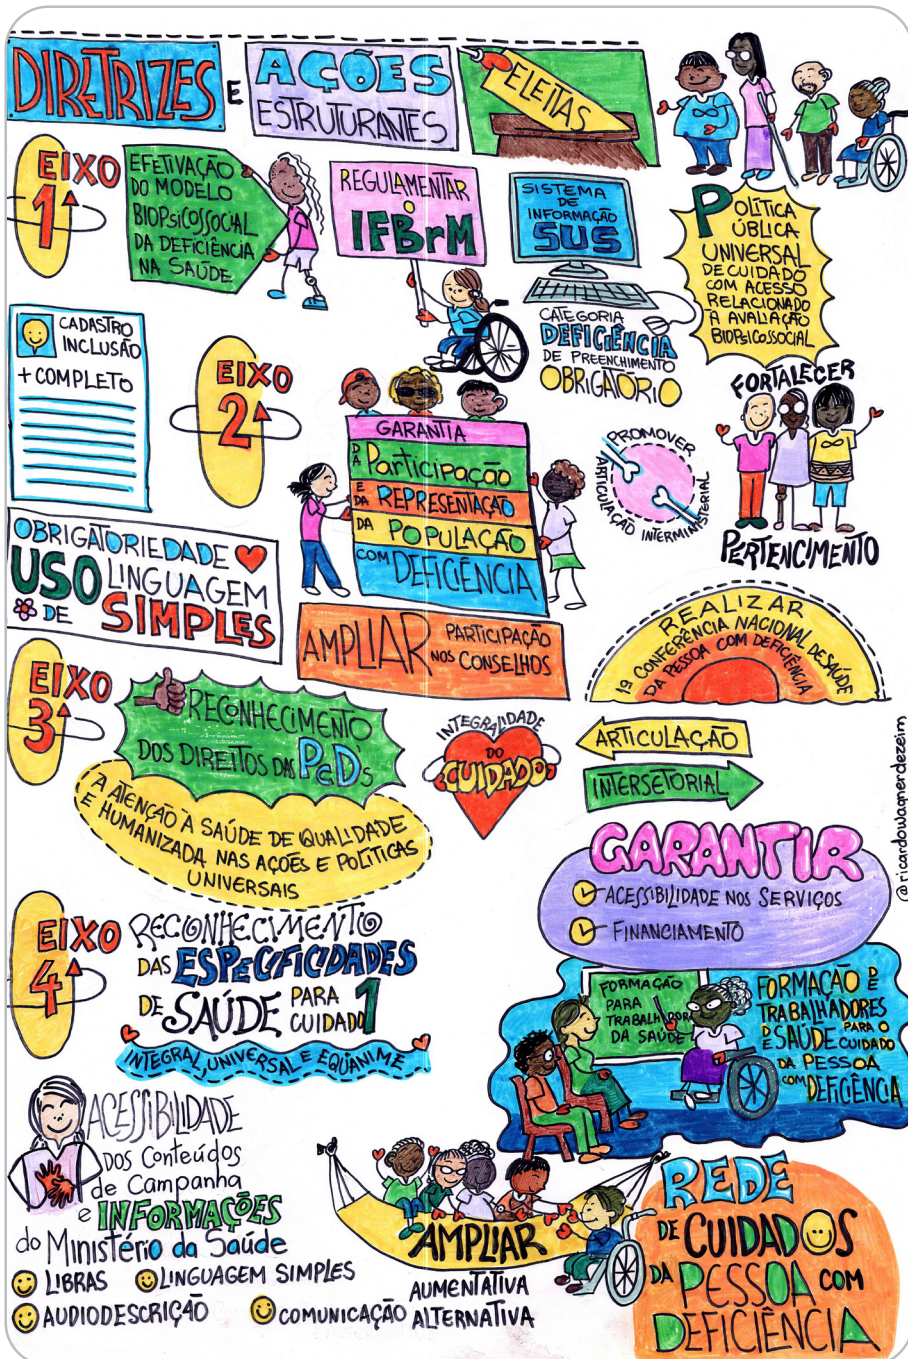 DIRETRIZES E AÇÕES
ESTRUTURANTES
ELEITAS
EIXO
1
EFETIVAÇÃO
DO MODELO
BIOPSICOSSOCIAL
DA DEFICIÊNCIA
NA SAÚDE
REGULAMENTAR
O
IFBrM
SISTEMA
DE
INFORMAÇÃO
SUS
CATEGORIA
DEFICIÊNCIA
DE PREENCHIMENTO
OBRIGATÓRIO
POLÍTICA
PÚBLICA
UNIVERSAL
DE CUIDADO
COM ACESSO
RELACIONADO
À AVALIAÇÃO
BIOPSICOSSOCIAL
CADASTRO
INCLUSÃO
+ COMPLETO
EIXO
2
GARANTIA
DA Participação
E DA REPRESENTAÇÃO
DA POPULAÇÃO
COM DEFICIÊNCIA
PROMOVER
ARTICULAÇÃO INTERMINISTERIAL
FORTALECER
PERTENCIMENTO
OBRIGATORIEDADE
USO LINGUAGEM
DE SIMPLES
AMPLIAR PARTICIPAÇÃO
NOS CONSELHOS
REALIZAR
1ª CONFERÊNCIA NACIONAL DE SAÚDE
DA PESSOA COM DEFICIÊNCIA
EIXO
3
RECONHECIMENTO
DOS DIREITOS DAS PcD's
A ATENÇÃO À SAÚDE DE QUALIDADE
E HUMANIZADA NAS AÇÕES E POLÍTICAS
UNIVERSAIS
INTEGRALIDADE
DO
CUIDADO
ARTICULAÇÃO
INTERSETORIAL
@ricardowagnerdezeim
GARANTIR
ACESSIBILIDADE NOS SERVIÇOS
FINANCIAMENTO
EIXO
4
RECONHECIMENTO
DAS ESPECIFICIDADES
DE SAÚDE PARA
CUIDADO 1
INTEGRAL, UNIVERSAL E EQUÂNIME
FORMAÇÃO
PARA
TRABALHADOR
DA SAÚDE
FORMAÇÃO DE
TRABALHADORES
DE SAÚDE PARA O
CUIDADO
DA PESSOA
COM DEFICIÊNCIA
ACESSIBILIDADE
Dos Conteúdos
de Campanha
e INFORMAÇÕES
do Ministério da Saúde
LIBRAS
LINGUAGEM SIMPLES
AUDIODESCRIÇÃO
COMUNICAÇÃO AUMENTATIVA
ALTERNATIVA
AMPLIAR
REDE
DE CUIDADOS
DA PESSOA COM
DEFICIÊNCIA